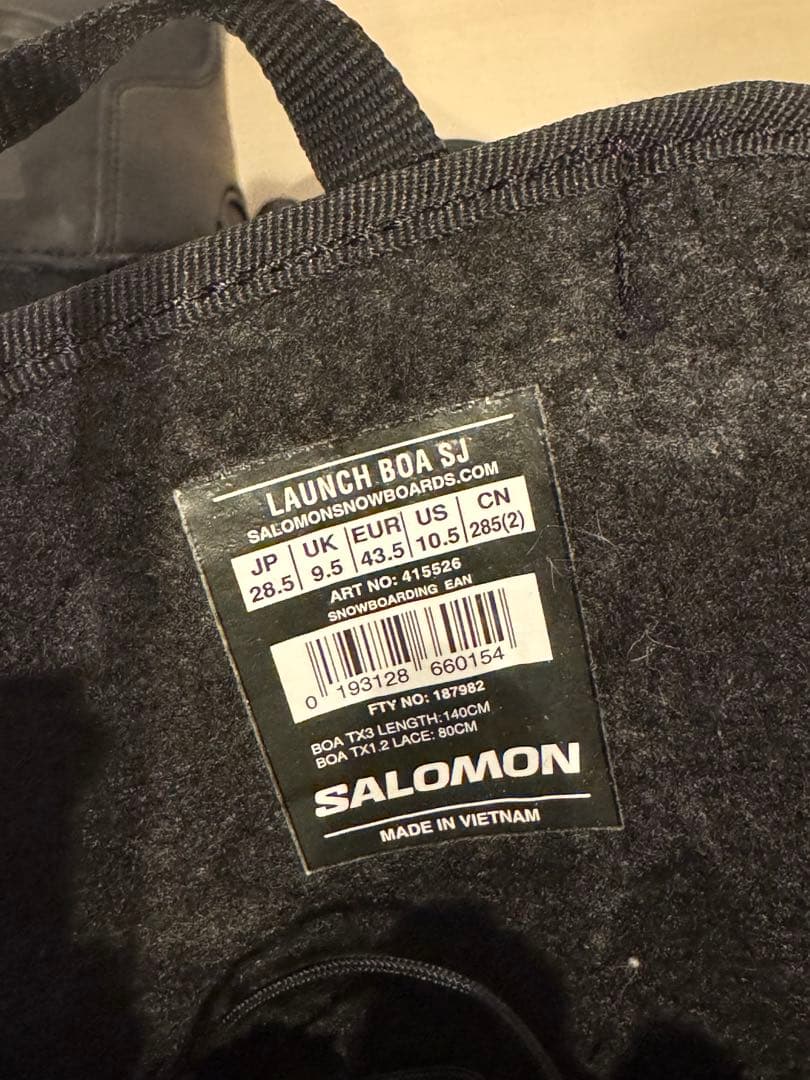 LAUNCH BOA SJ
SALOMONSNOWBOARDS.COM
JP UK EUR US CN
28.5 9.5 43.5 10.5 285(2)
ART NO: 415526
SNOWBOARDING EAN
0 193128 660154
FTY NO: 187982
BOA TX3 LENGTH:140CM
BOA TX1.2 LACE: 80CM
SALOMON
MADE IN VIETNAM